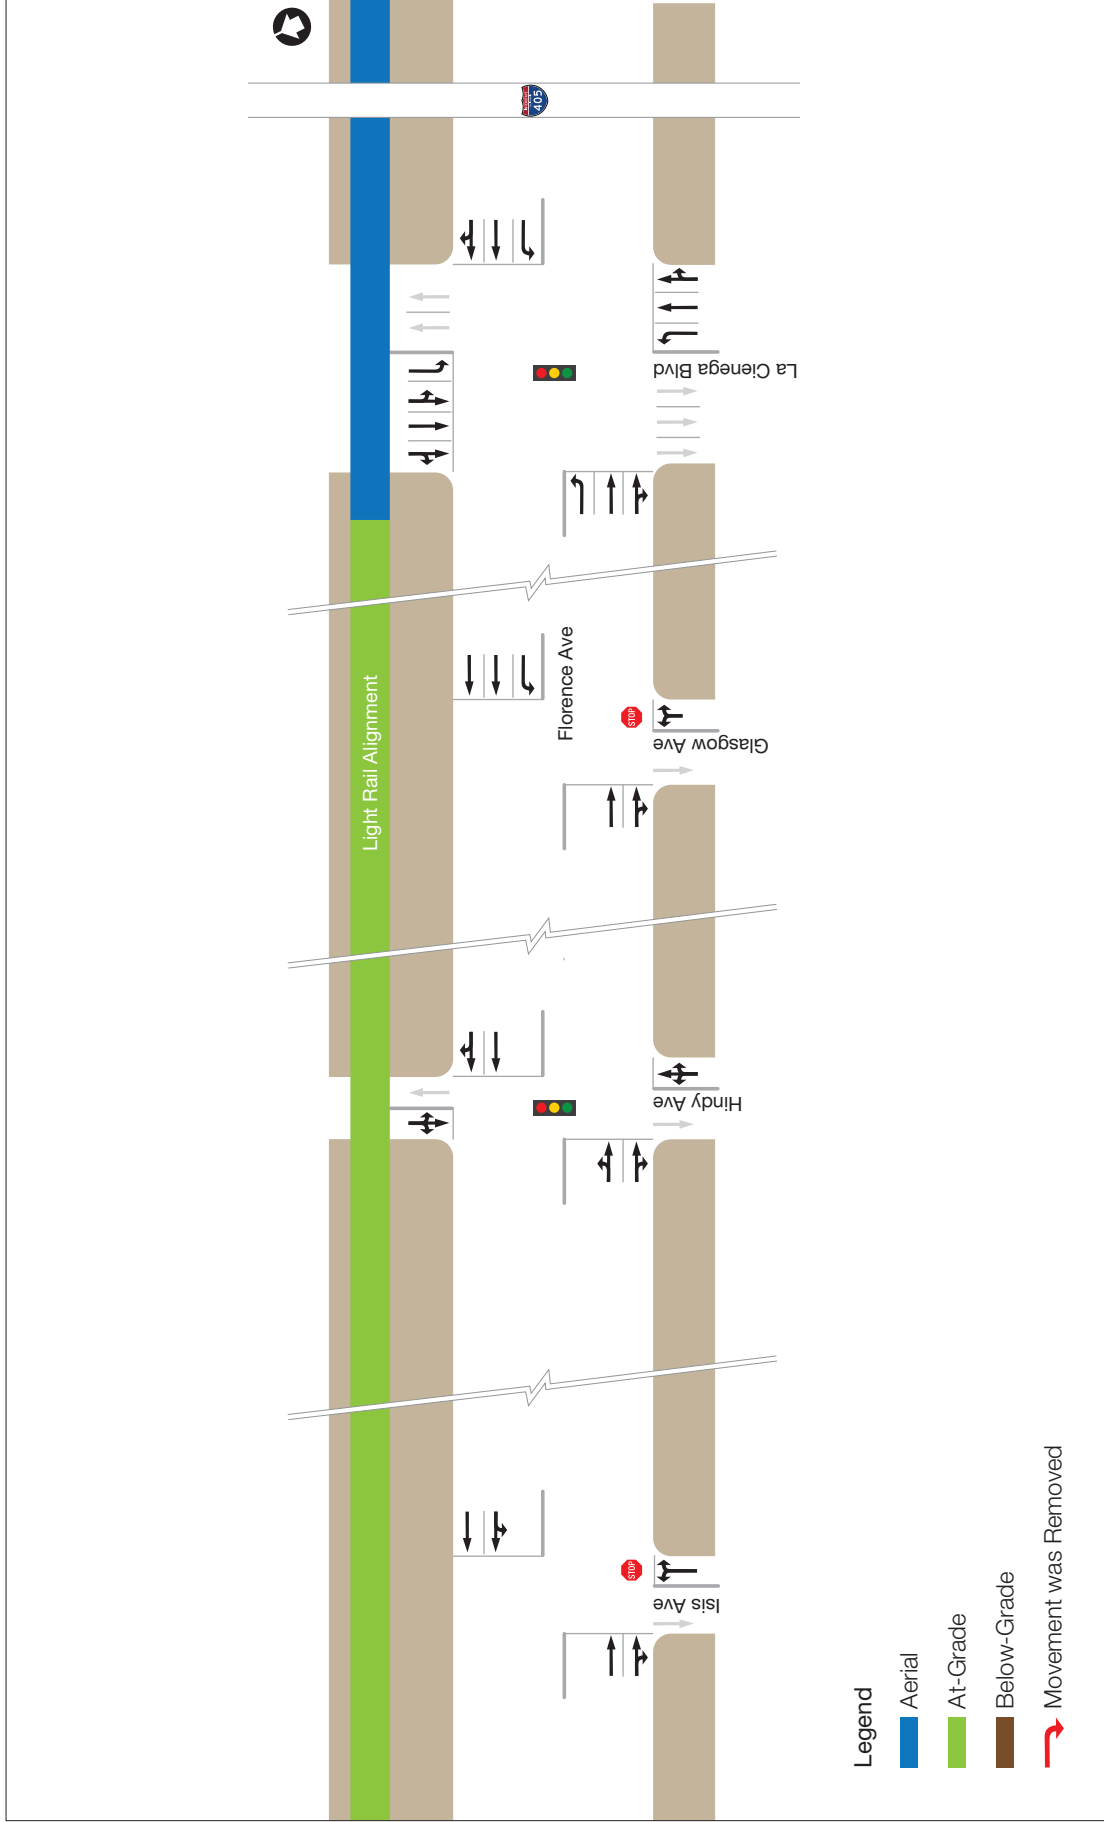 405
La Cienega Blvd
Florence Ave
STOP
Glasgow Ave
Light Rail Alignment
Hindy Ave
STOP
Isis Ave
Legend
Aerial
At-Grade
Below-Grade
Movement was Removed